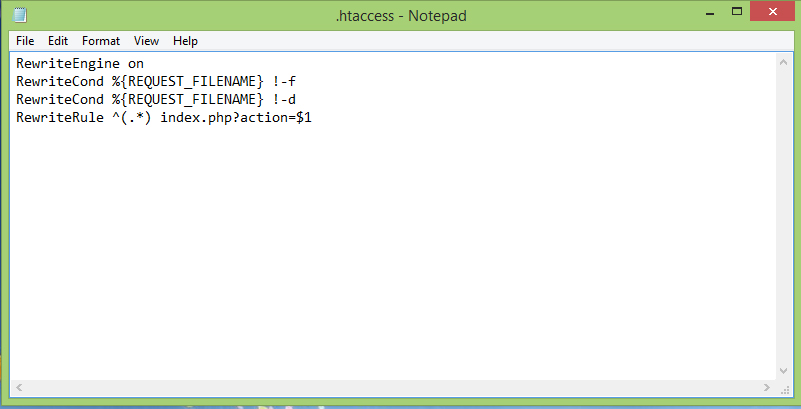 .htaccess - Notepad
File Edit Format View Help
RewriteEngine on
RewriteCond %{REQUEST_FILENAME} !-f
RewriteCond %{REQUEST_FILENAME} !-d
RewriteRule ^(.*) index.php?action=$1